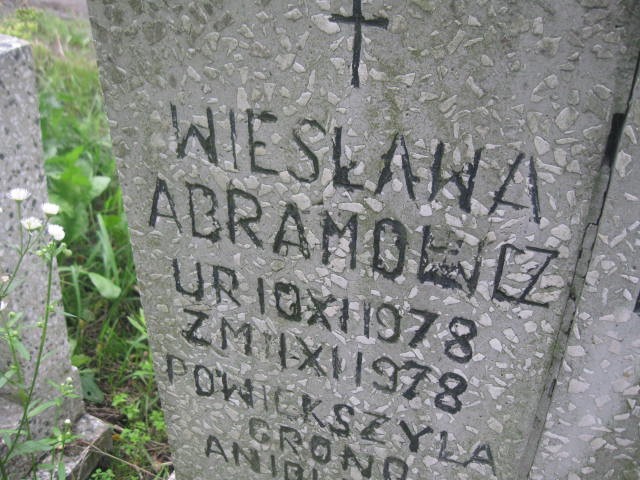 WIESŁAWA
ABRAMOWICZ
UR 10 XI 1978
ZM 11-XI 1978
POWIĘKSZYŁA
GRONO